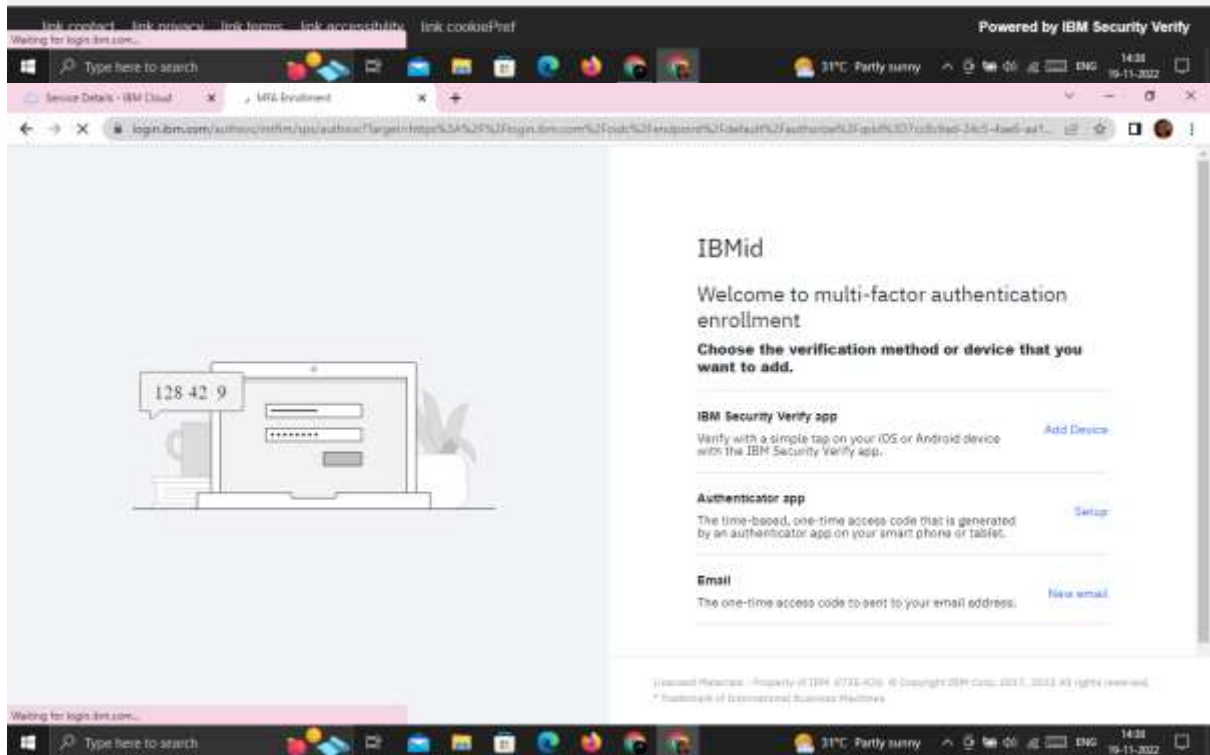 link contact link privacy link terms link accessibility link cookiePref
Powered by IBM Security Verify
Waiting for login.ibm.com...
Type here to search
31°C Partly sunny
ENG
14:38
19-11-2022
Service Details - IBM Cloud
MFA Enrollment
IBMid
Welcome to multi-factor authentication
enrollment
Choose the verification method or device that you
want to add.
128 42 9
IBM Security Verify app
Add Device
Verify with a simple tap on your iOS or Android device
with the IBM Security Verify app.
Authenticator app
Setup
The time-based, one-time access code that is generated
by an authenticator app on your smart phone or tablet.
Email
New email
The one-time access code to sent to your email address.
* Trademark of International Business Machines
Waiting for login.ibm.com...
Type here to search
31°C Partly sunny
ENG
14:38
19-11-2022